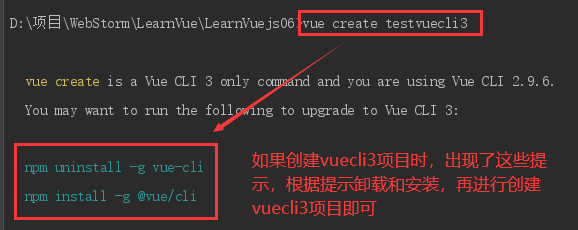 D:\项目\WebStorm\LearnVue\LearnVuejs06>vue create testvuecli3
vue create is a Vue CLI 3 only command and you are using Vue CLI 2.9.6.
You may want to run the following to upgrade to Vue CLI 3:
npm uninstall -g vue-cli
npm install -g @vue/cli
如果创建vuecli3项目时，出现了这些提
示，根据提示卸载和安装，再进行创建
vuecli3项目即可